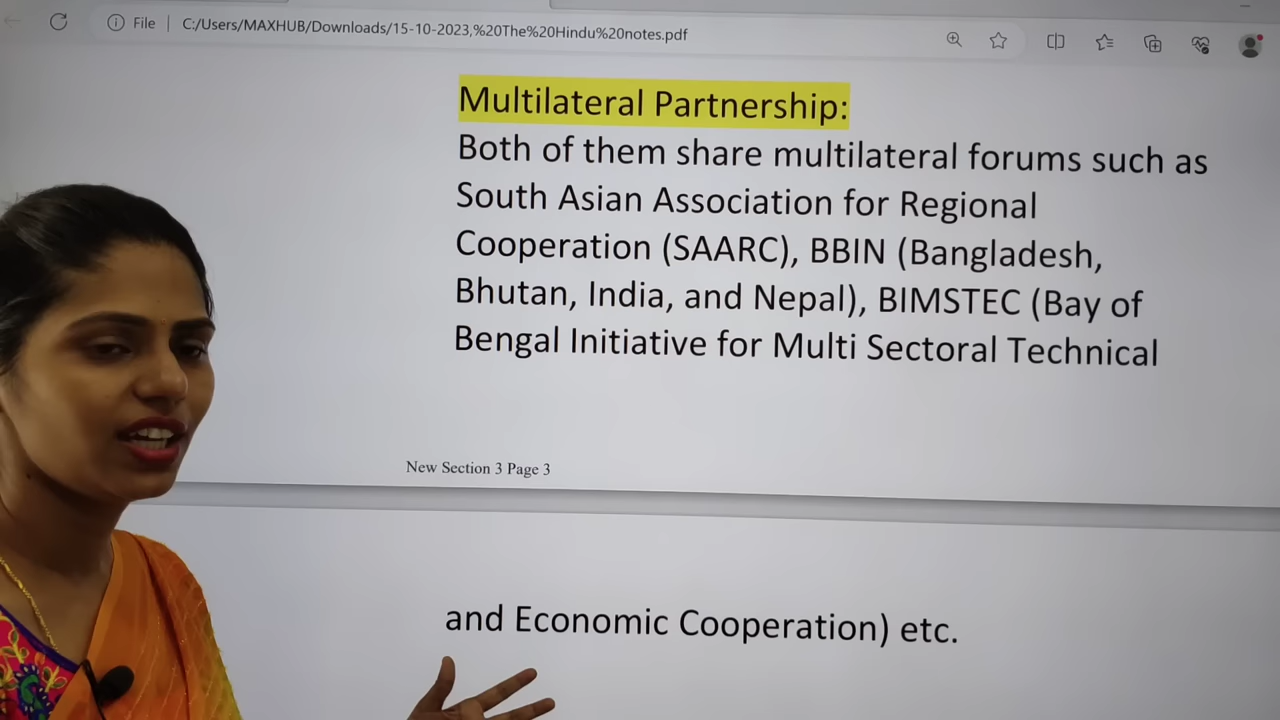 File
C:/Users/MAXHUB/Downloads/15-10-2023,%20The%20Hindu%20notes.pdf
Multilateral Partnership:
Both of them share multilateral forums such as
South Asian Association for Regional
Cooperation (SAARC), BBIN (Bangladesh,
Bhutan, India, and Nepal), BIMSTEC (Bay of
Bengal Initiative for Multi Sectoral Technical
New Section 3 Page 3
and Economic Cooperation) etc.